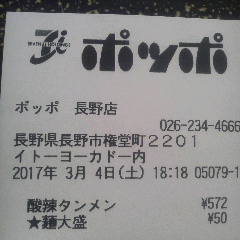 7&i
SEVEN&i HOLDINGS
ポッポ
ポッポ 長野店
026-234-4666
長野県長野市権堂町2201
イトーヨーカドー内
2017年 3月 4日(土) 18:18 05079-1
酸辣タンメン ¥572
★麺大盛 ¥50